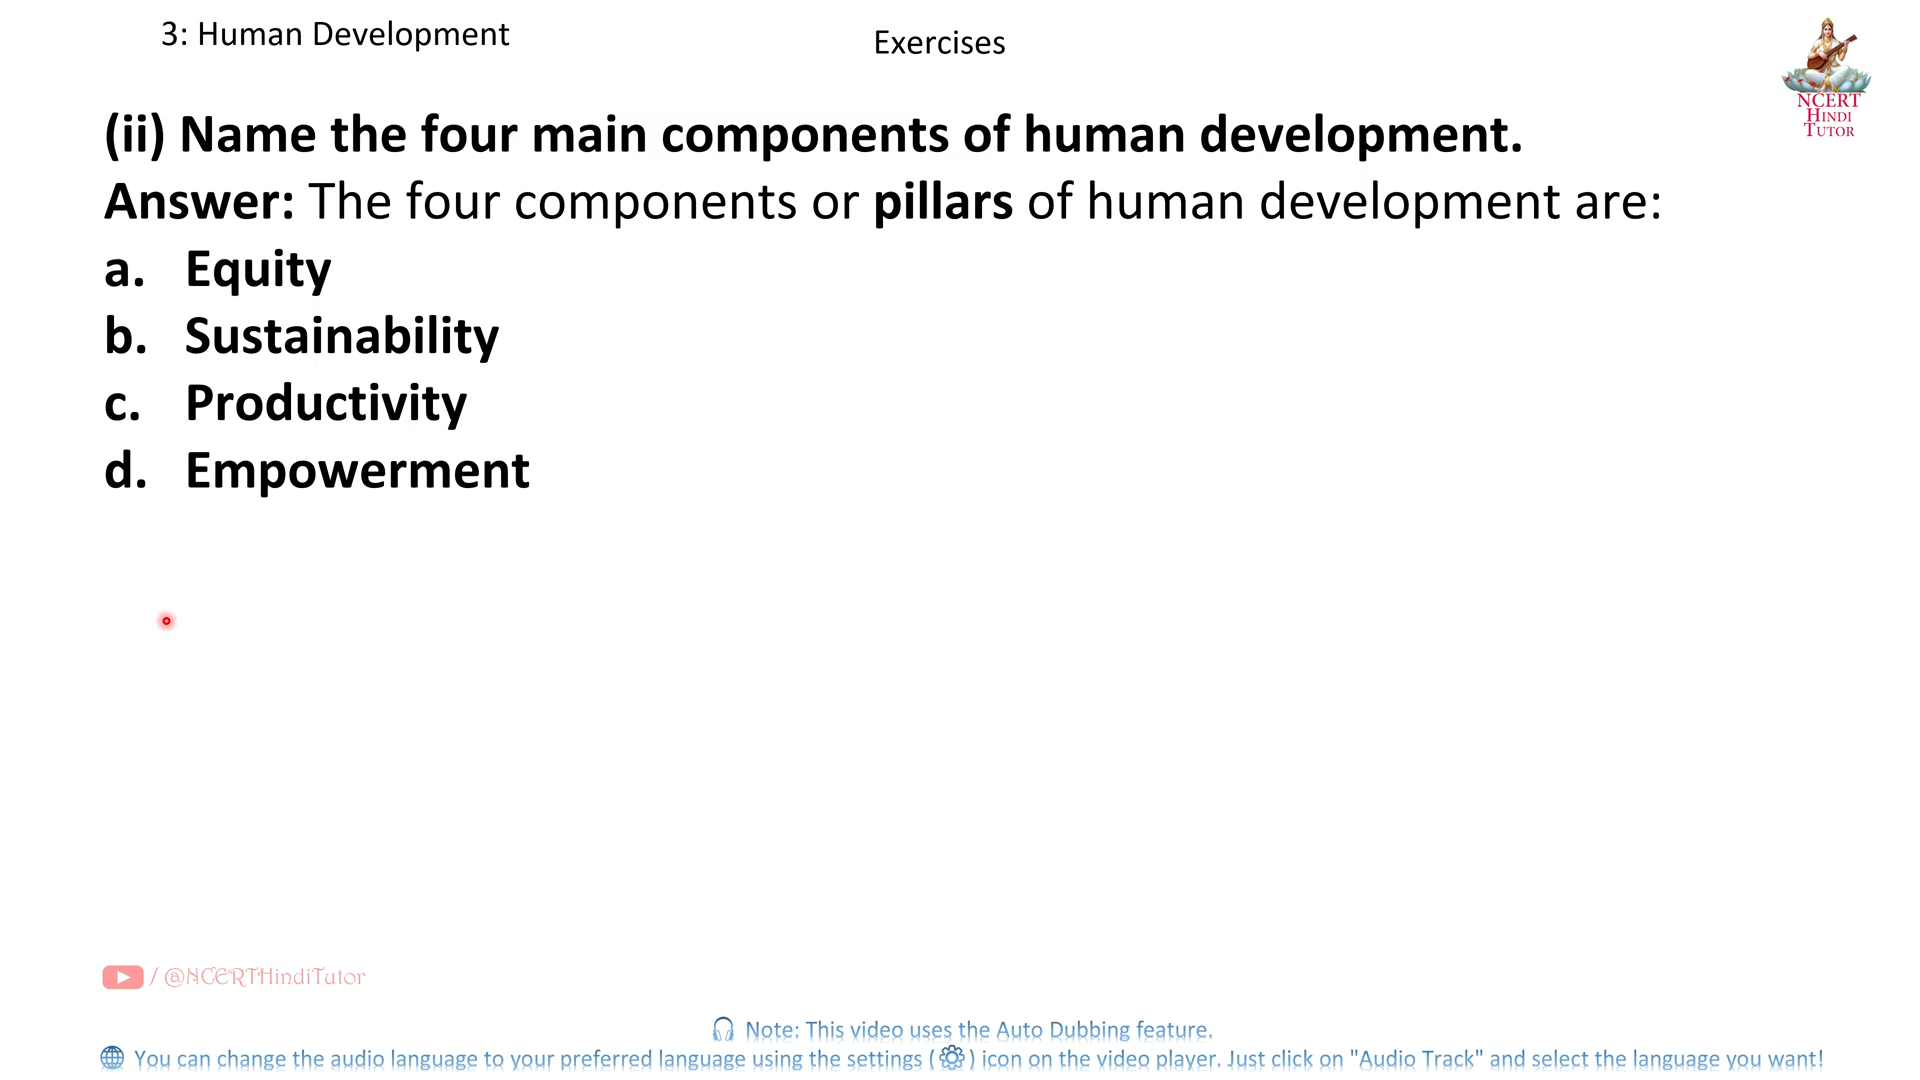 3: Human Development
Exercises
NCERT
HINDI
TUTOR
(ii) Name the four main components of human development.
Answer: The four components or pillars of human development are:
a. Equity
b. Sustainability
c. Productivity
d. Empowerment
/ @NCERTHindiTutor
Note: This video uses the Auto Dubbing feature.
You can change the audio language to your preferred language using the settings ( ) icon on the video player. Just click on "Audio Track" and select the language you want!